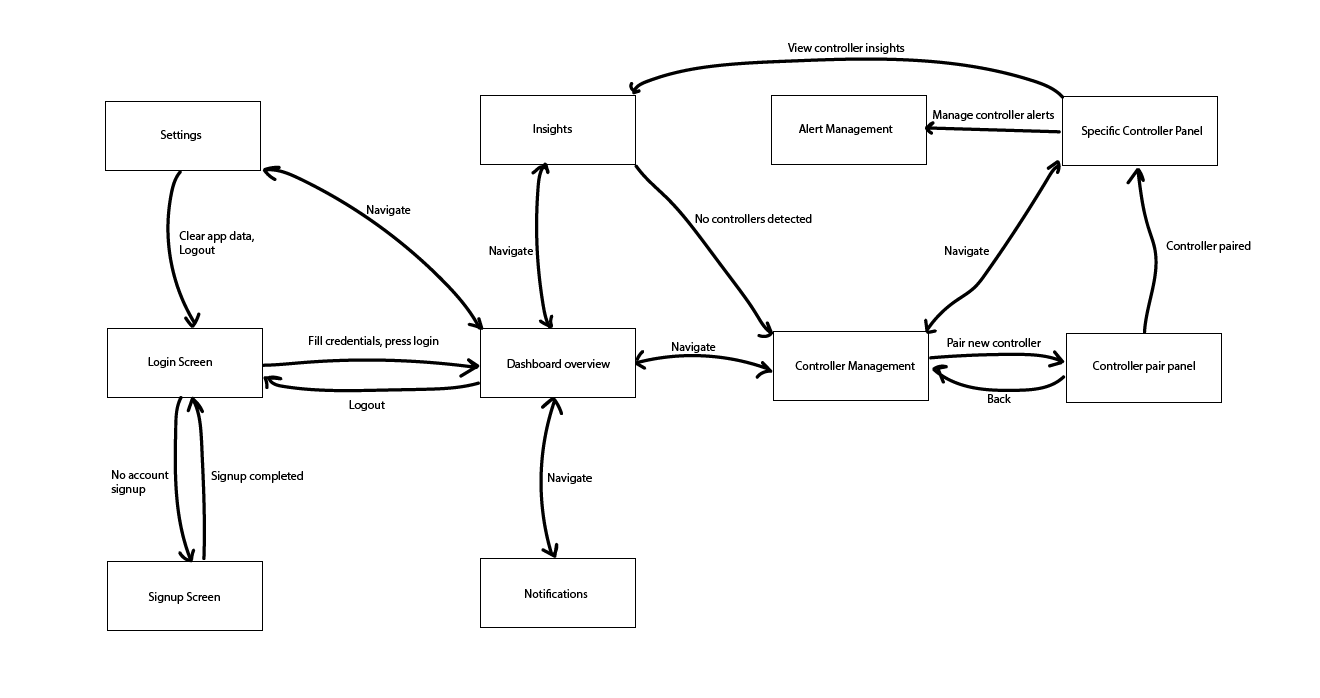 View controller insights
Settings
Insights
Alert Management
Manage controller alerts
Specific Controller Panel
Navigate
No controllers detected
Clear app data,
Logout
Navigate
Navigate
Controller paired
Login Screen
Fill credentials, press login
Dashboard overview
Navigate
Controller Management
Pair new controller
Controller pair panel
Logout
Back
No account
signup
Signup completed
Navigate
Signup Screen
Notifications